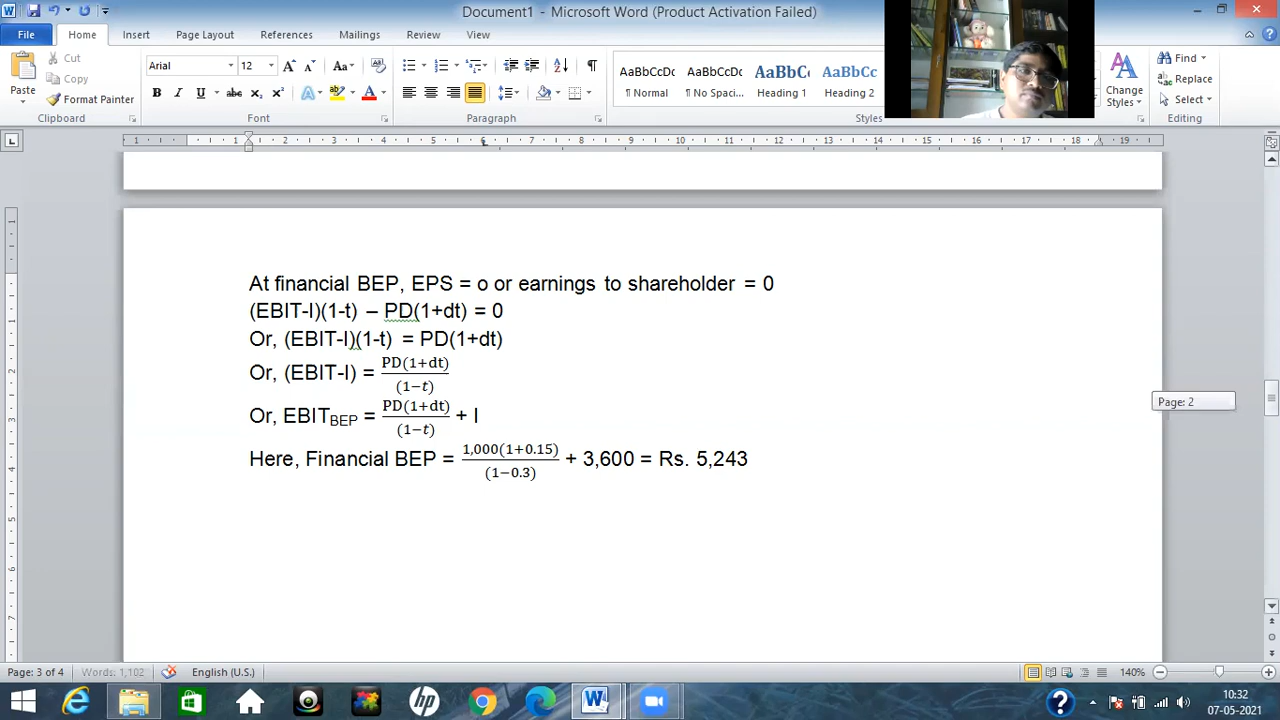 Document1 - Microsoft Word (Product Activation Failed)
File Home Insert Page Layout References Mailings Review View
Cut
Copy
Format Painter
Paste
Clipboard
Arial 12
Font
Paragraph
AaBbCcDc AaBbCcDc AaBbC AaBbCc
¶ Normal ¶ No Spaci... Heading 1 Heading 2
Styles
Change
Styles
Find
Replace
Select
Editing
At financial BEP, EPS = o or earnings to shareholder = 0
(EBIT-I)(1-t) – PD(1+dt) = 0
Or, (EBIT-I)(1-t) = PD(1+dt)
Or, (EBIT-I) = PD(1+dt)/(1−t)
Or, EBITBEP = PD(1+dt)/(1−t) + I
Here, Financial BEP = 1,000(1+0.15)/(1−0.3) + 3,600 = Rs. 5,243
Page: 2
Page: 3 of 4 Words: 1,102 English (U.S.) 140%
10:32
07-05-2021